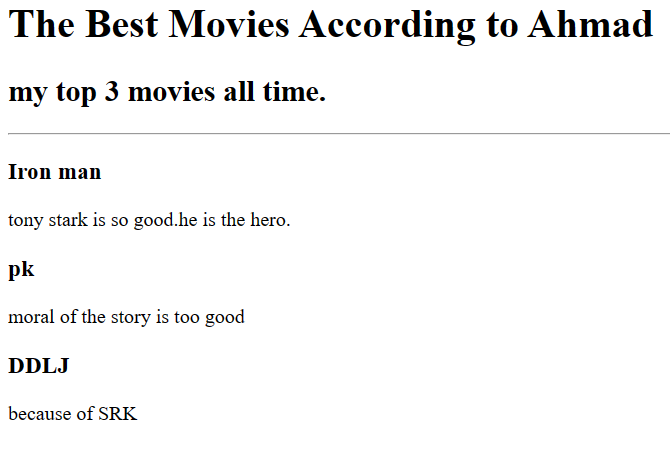 The Best Movies According to Ahmad
my top 3 movies all time.
Iron man
tony stark is so good.he is the hero.
pk
moral of the story is too good
DDLJ
because of SRK